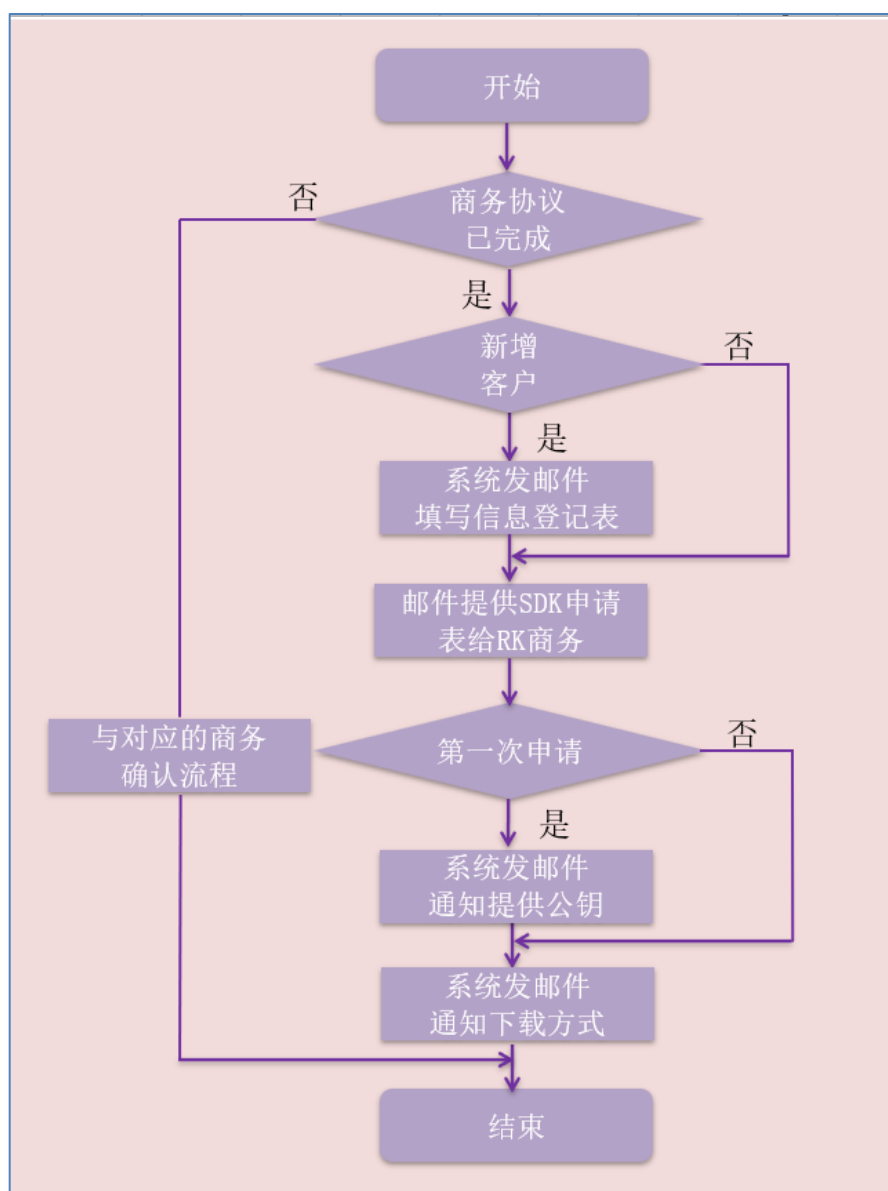 开始
否
商务协议
已完成
是
新增
客户
否
是
系统发邮件
填写信息登记表
邮件提供SDK申请
表给RK商务
与对应的商务
确认流程
第一次申请
否
是
系统发邮件
通知提供公钥
系统发邮件
通知下载方式
结束